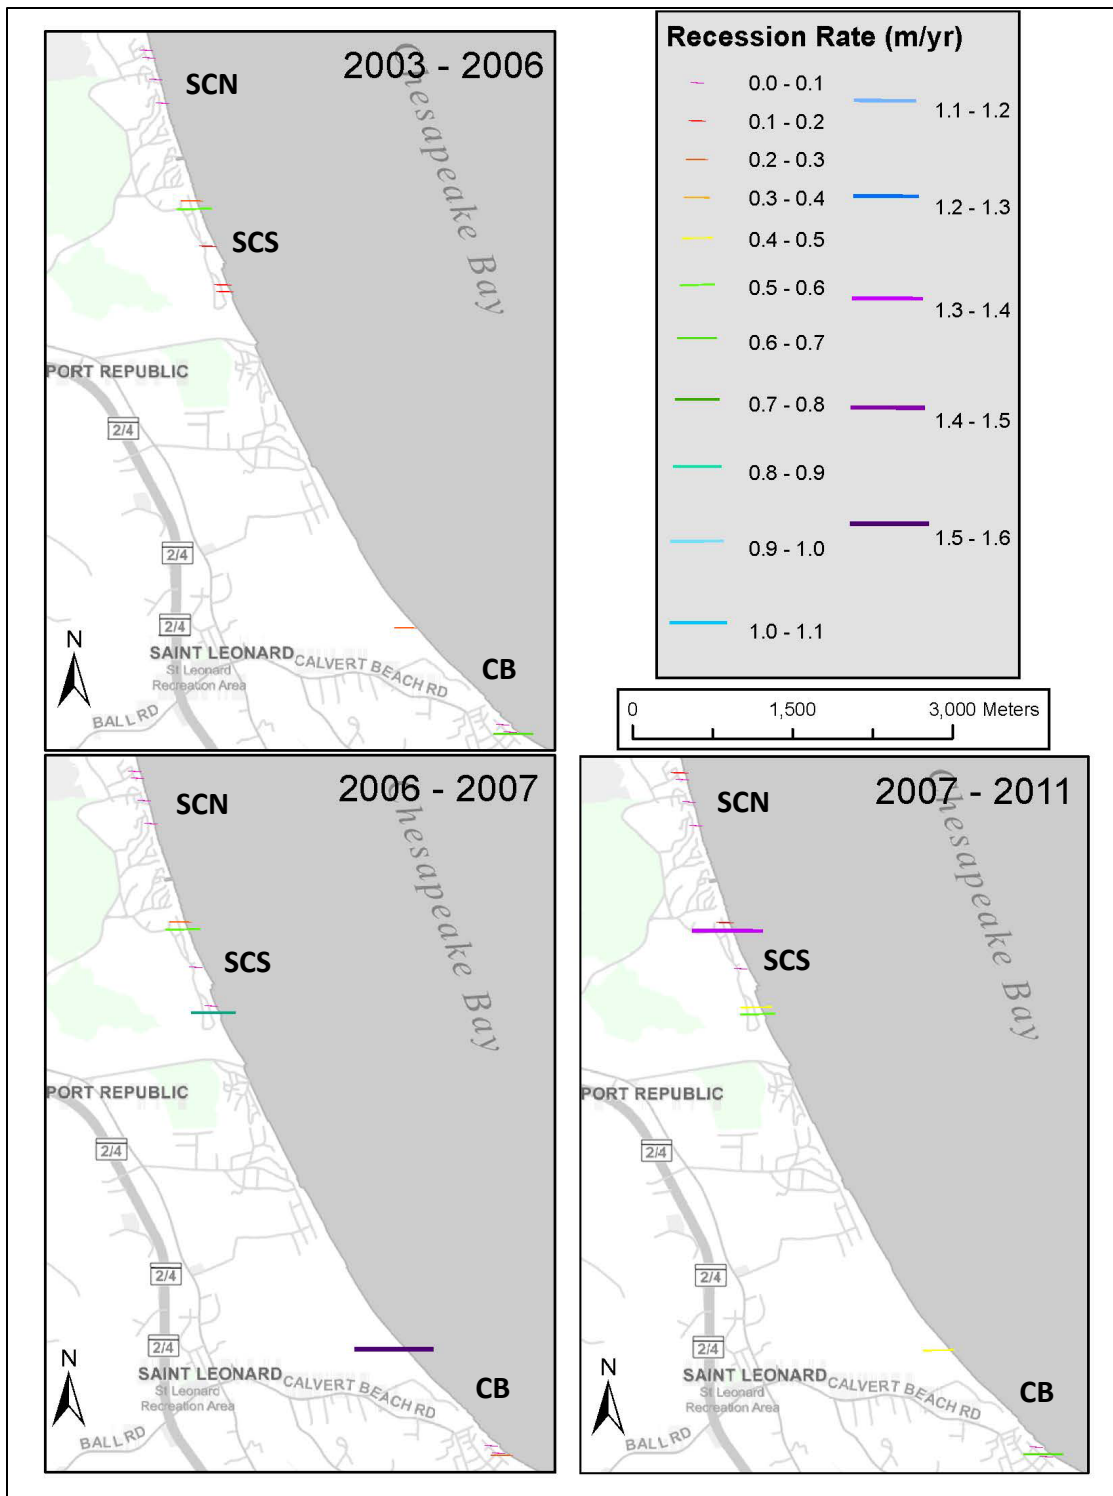 2003 - 2006
SCN
Chesapeake Bay
SCS
PORT REPUBLIC
2/4
2/4
2/4
N
SAINT LEONARD
St Leonard
Recreation Area
CALVERT BEACH RD
CB
BALL RD
Recession Rate (m/yr)
0.0 - 0.1
0.1 - 0.2
0.2 - 0.3
0.3 - 0.4
0.4 - 0.5
0.5 - 0.6
0.6 - 0.7
0.7 - 0.8
0.8 - 0.9
0.9 - 1.0
1.0 - 1.1
1.1 - 1.2
1.2 - 1.3
1.3 - 1.4
1.4 - 1.5
1.5 - 1.6
0 1,500 3,000 Meters
2006 - 2007
SCN
Chesapeake Bay
SCS
PORT REPUBLIC
2/4
2/4
2/4
N
SAINT LEONARD
St Leonard
Recreation Area
CALVERT BEACH RD
CB
BALL RD
2007 - 2011
SCN
Chesapeake Bay
SCS
PORT REPUBLIC
2/4
2/4
2/4
N
SAINT LEONARD
St Leonard
Recreation Area
CALVERT BEACH RD
CB
BALL RD